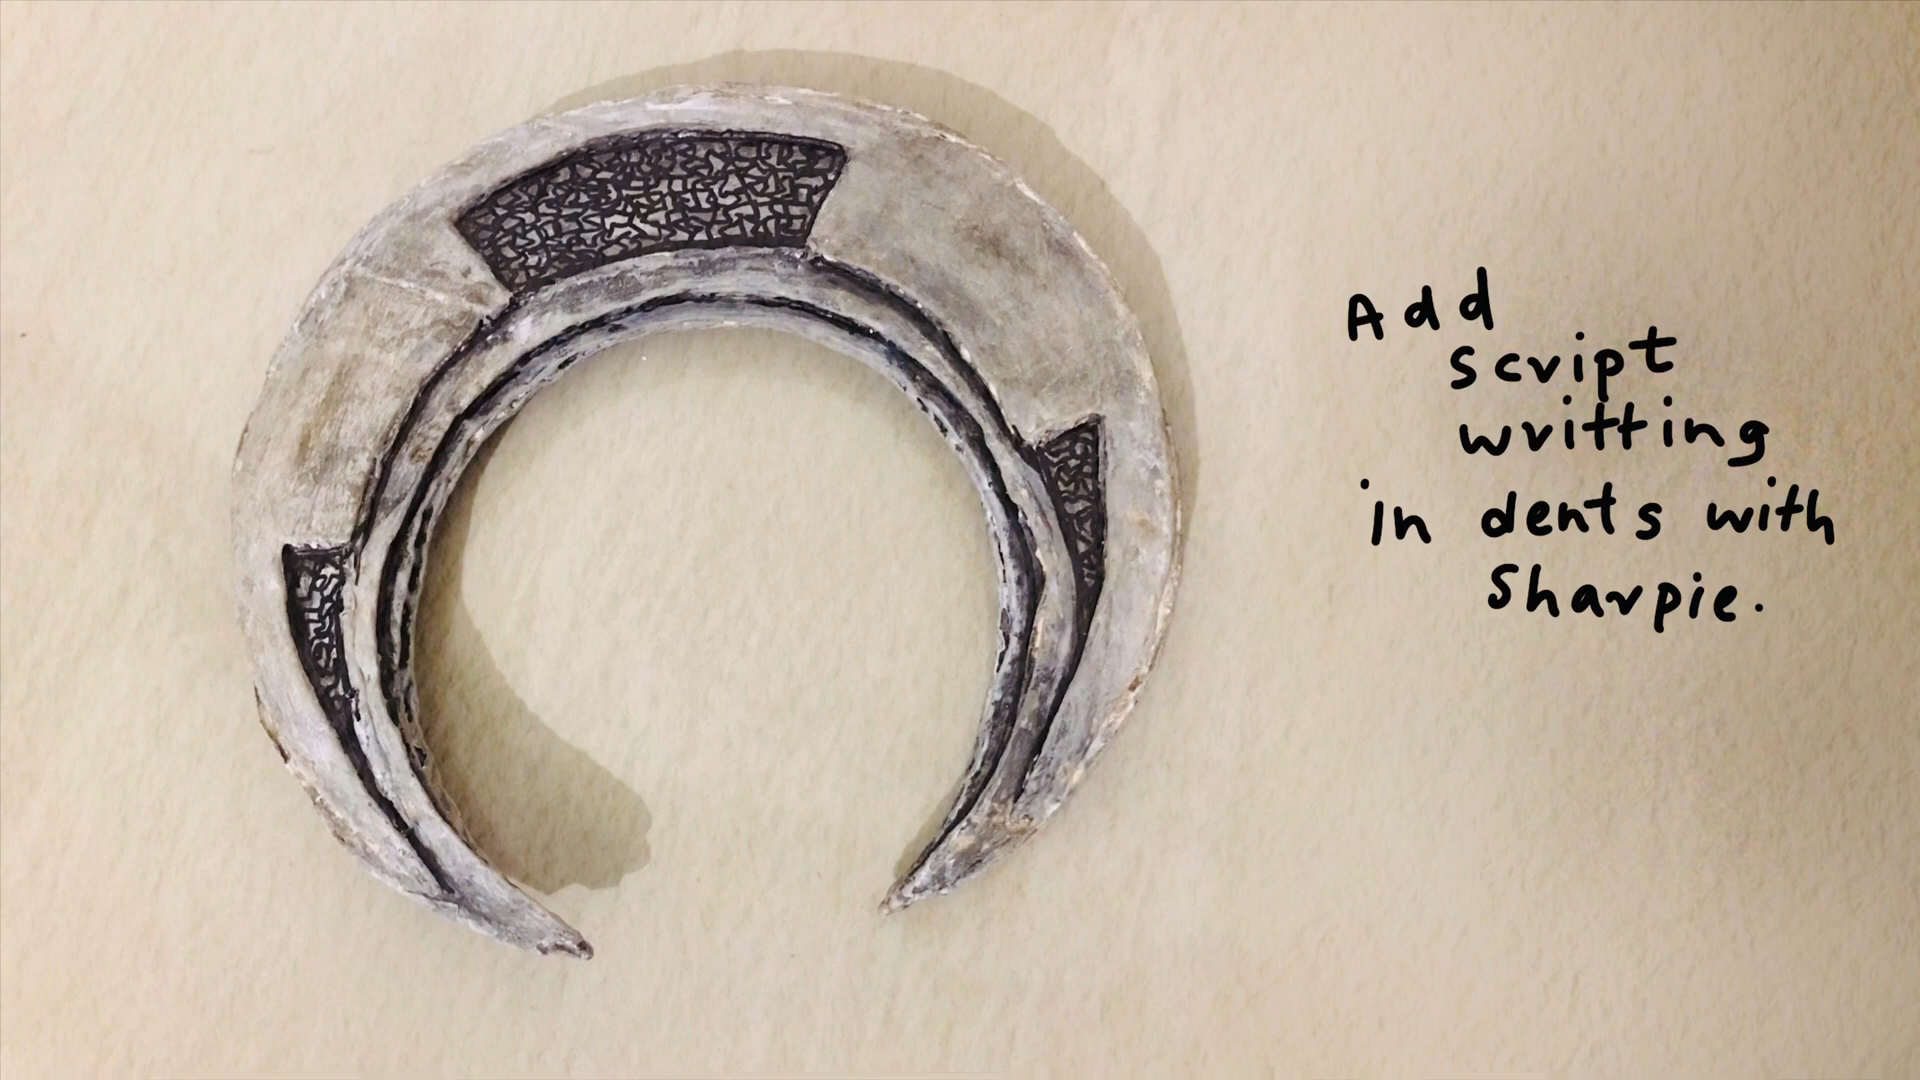 Add
script
writting
in dents with
Sharpie.